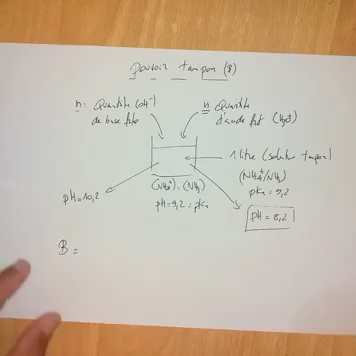 Pouvoir tampon (β)
n: Quantité (OH⁻)
de base forte
n Quantité
d'acide fort (H₃O⁺)
1 litre (solution tampon)
(NH₄⁺/NH₃)
pKa = 9,2
(NH₄⁺) = (NH₃)
pH = 9,2 = pKa
pH = 10,2
pH = 8,2
β =